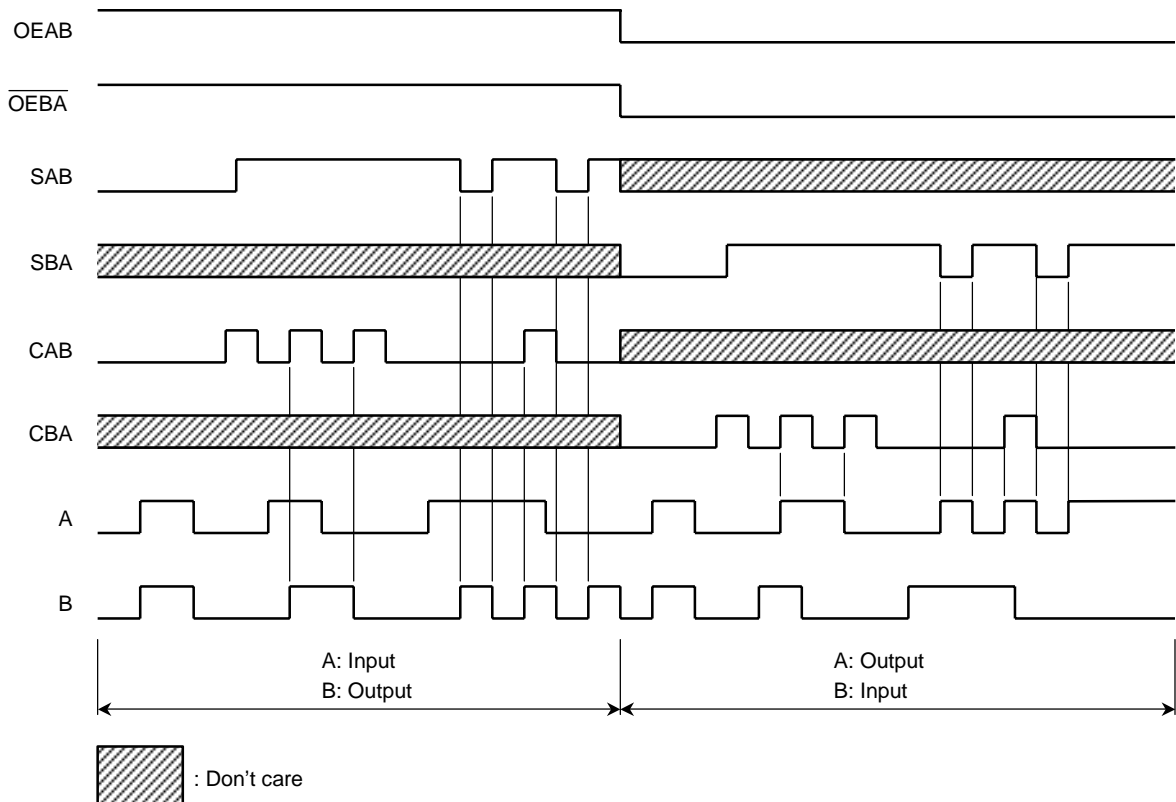 OEAB
OEBA
SAB
SBA
CAB
CBA
A
B
A: Input
B: Output
A: Output
B: Input
: Don't care